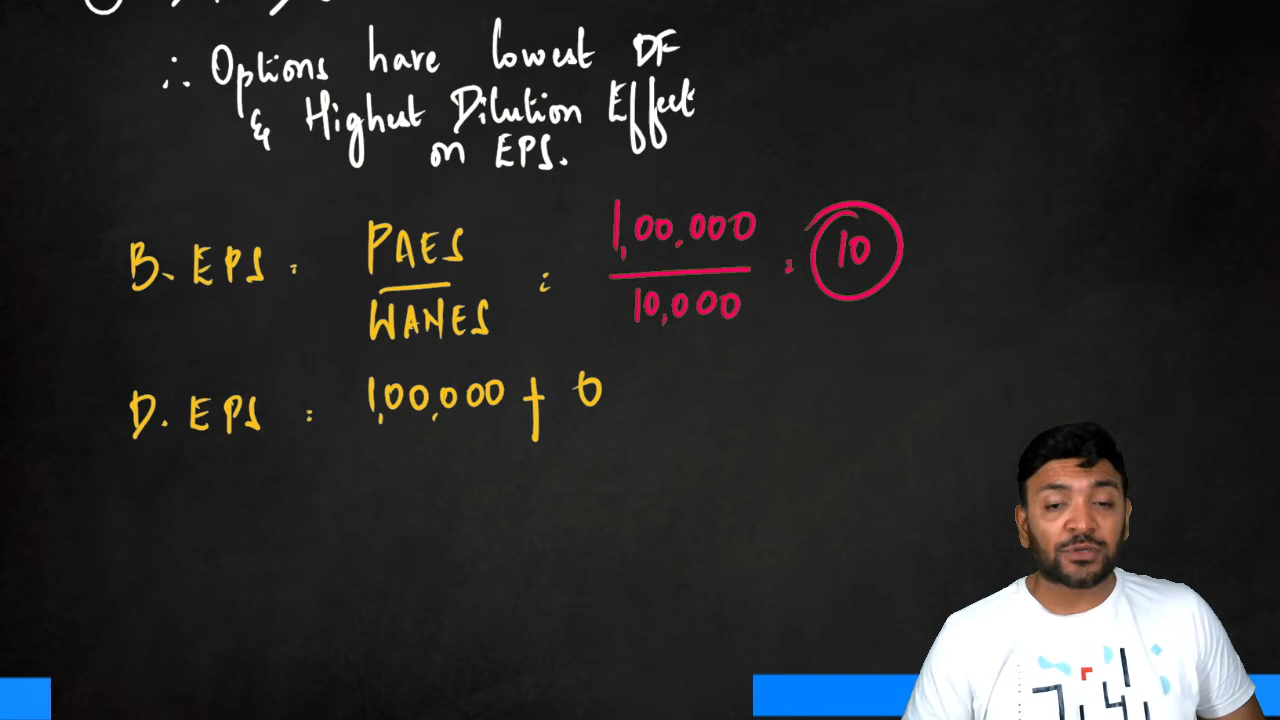 ∴ Options have lowest DF
& Highest Dilution Effect
on EPS.
B. EPS = PAES / WANES = 1,00,000 / 10,000 = 10
D. EPS = 1,00,000 + 0